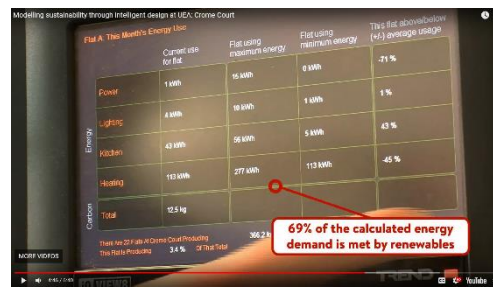 Modelling sustainability through intelligent design at UEA: Crome Court
Flat A: This Month's Energy Use
Current use for flat
Flat using maximum energy
Flat using minimum energy
This flat above/below (+/-) average usage
Energy
Power 1 kWh 15 kWh 0 kWh -71 %
Lighting 4 kWh 10 kWh 1 kWh 1 %
Kitchen 43 kWh 56 kWh 5 kWh 43 %
Heating 113 kWh 277 kWh 113 kWh -45 %
Carbon
Total 12.5 kg
There Are 22 Flats At Crome Court Producing 366.2
This Flat is Producing 3.4 % Of That Total
69% of the calculated energy
demand is met by renewables
MORE VIDEOS
TREND
YouTube